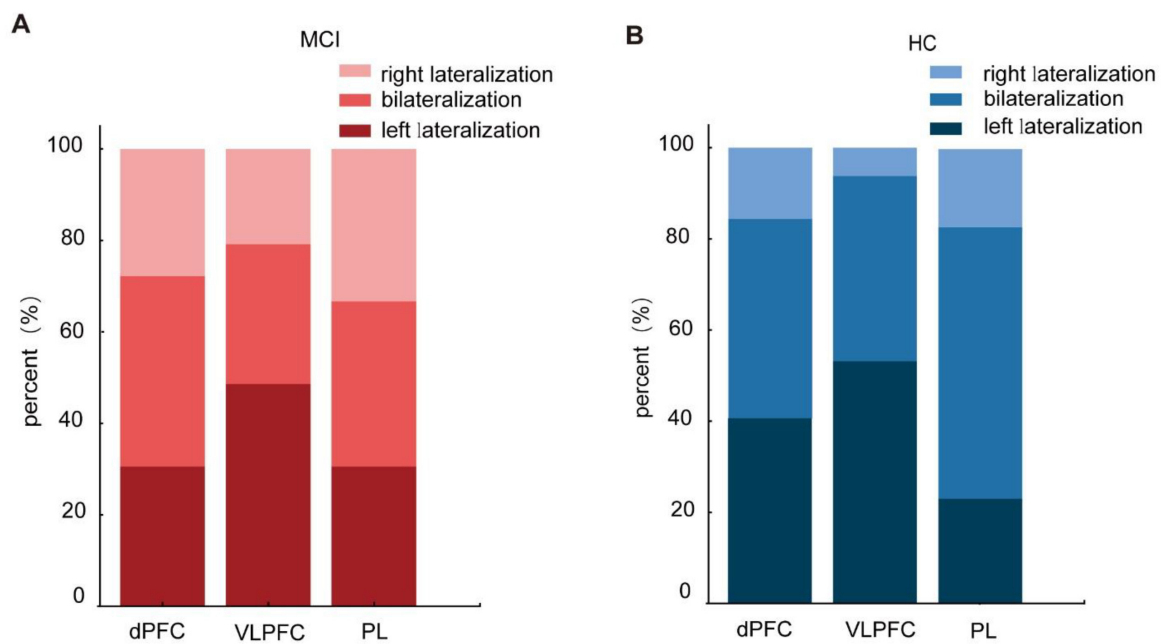 A
MCI
right lateralization
bilateralization
left lateralization
100
80
60
40
20
0
percent (%)
dPFC
VLPFC
PL
B
HC
right lateralization
bilateralization
left lateralization
100
80
60
40
20
0
percent (%)
dPFC
VLPFC
PL